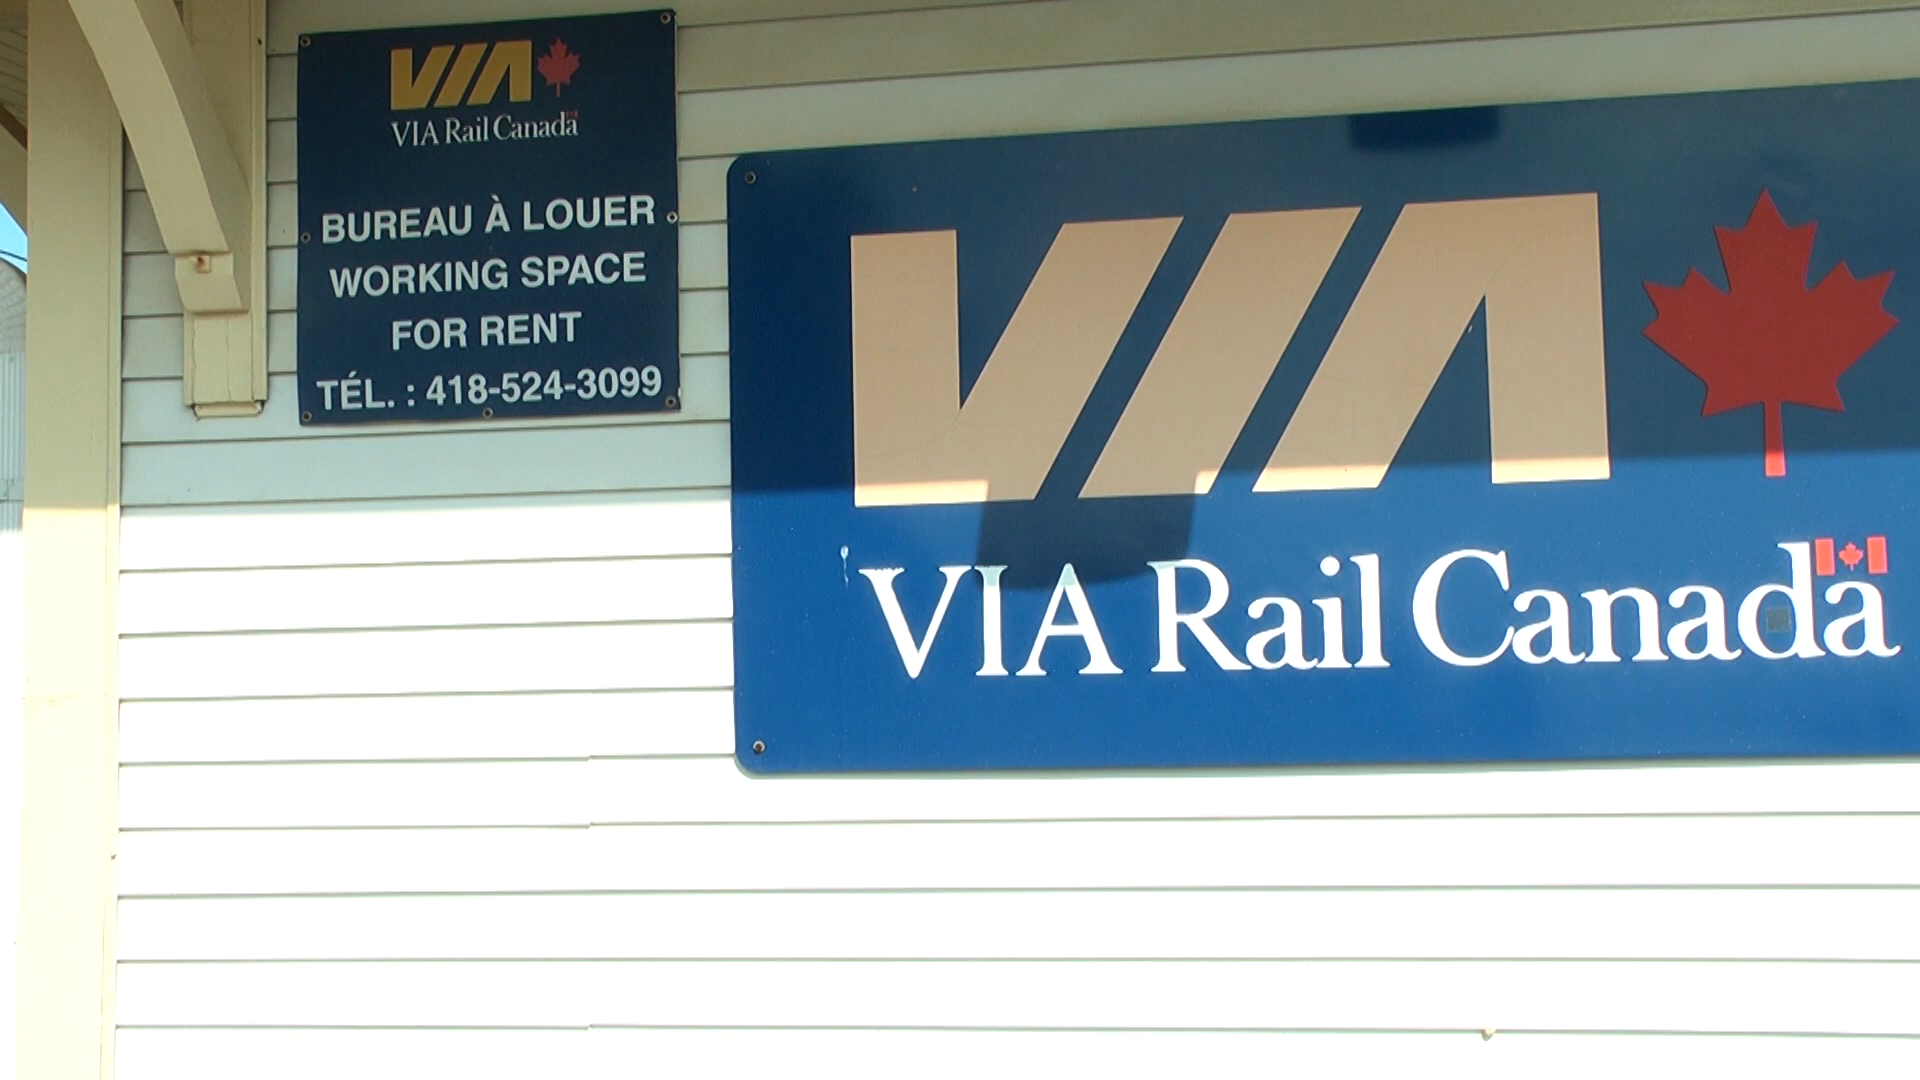 VIA
VIA Rail Canada
BUREAU À LOUER
WORKING SPACE
FOR RENT
TÉL. : 418-524-3099
VIA
VIA Rail Canada